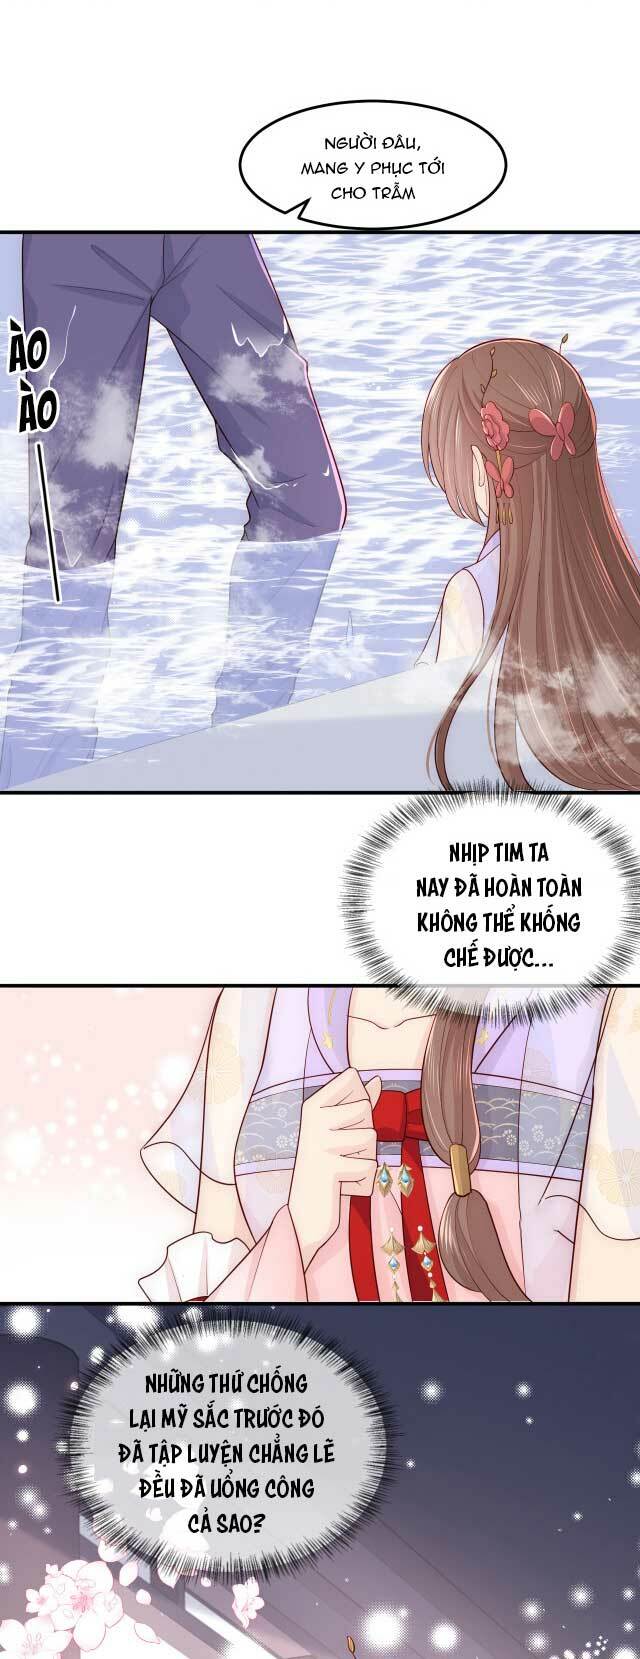 NGƯỜI ĐÂU,
MANG Y PHỤC TỚI
CHO TRẪM
ÀO
ÀO
NHỊP TIM TA
NAY ĐÃ HOÀN TOÀN
KHÔNG THỂ KHỐNG
CHẾ ĐƯỢC...
NHỮNG THỨ CHỐNG
LẠI MỸ SẮC TRƯỚC ĐÓ
ĐÃ TẬP LUYỆN CHẲNG LẼ
ĐỀU ĐÃ UỔNG CÔNG
CẢ SAO?